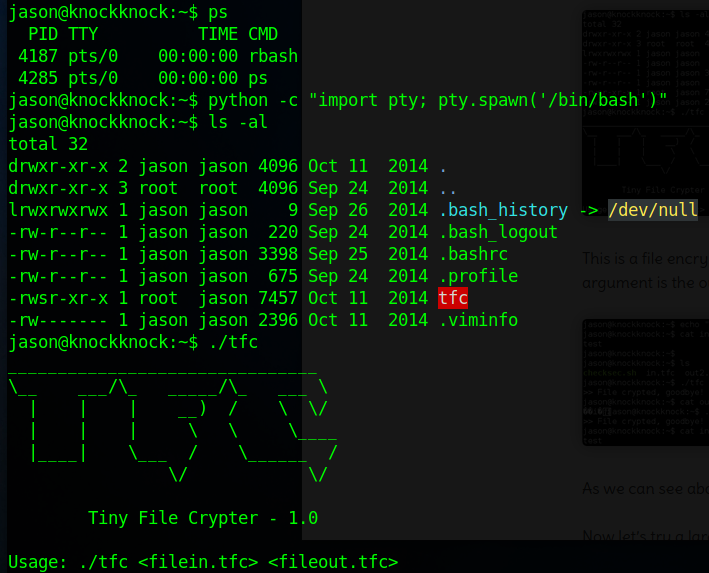 jason@knockknock:~$ ps
  PID TTY          TIME CMD
 4187 pts/0    00:00:00 rbash
 4285 pts/0    00:00:00 ps
jason@knockknock:~$ python -c "import pty; pty.spawn('/bin/bash')"
jason@knockknock:~$ ls -al
total 32
drwxr-xr-x 2 jason jason 4096 Oct 11  2014 .
drwxr-xr-x 3 root  root  4096 Sep 24  2014 ..
lrwxrwxrwx 1 jason jason    9 Sep 26  2014 .bash_history -> /dev/null
-rw-r--r-- 1 jason jason  220 Sep 24  2014 .bash_logout
-rw-r--r-- 1 jason jason 3398 Sep 25  2014 .bashrc
-rw-r--r-- 1 jason jason  675 Sep 24  2014 .profile
-rwsr-xr-x 1 root  jason 7457 Oct 11  2014 tfc
-rw------- 1 jason jason 2396 Oct 11  2014 .viminfo
jason@knockknock:~$ ./tfc
_______________________________
\__    ___/\_   _____/\_   ___ \
  |    |    |    __)  /    \  \/
  |    |    |     \   \     \____
  |____|    \___  /    \______  /
                \/            \/
        Tiny File Crypter - 1.0
Usage: ./tfc <filein.tfc> <fileout.tfc>
This is a file encry
argument is the o
As we can see abo
Now let's try a lar